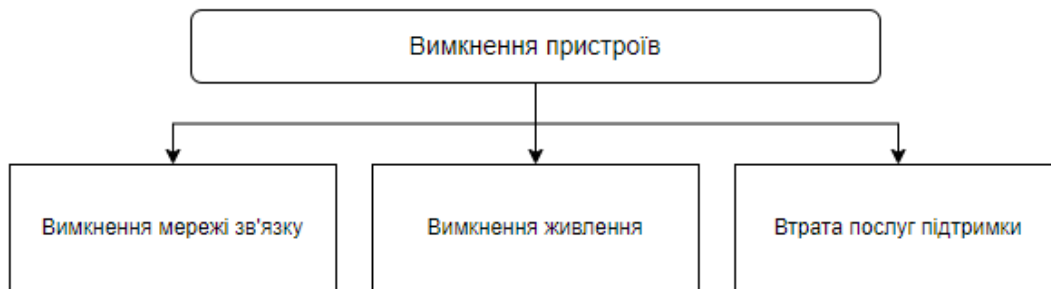 Вимкнення пристроїв
Вимкнення мережі зв'язку
Вимкнення живлення
Втрата послуг підтримки